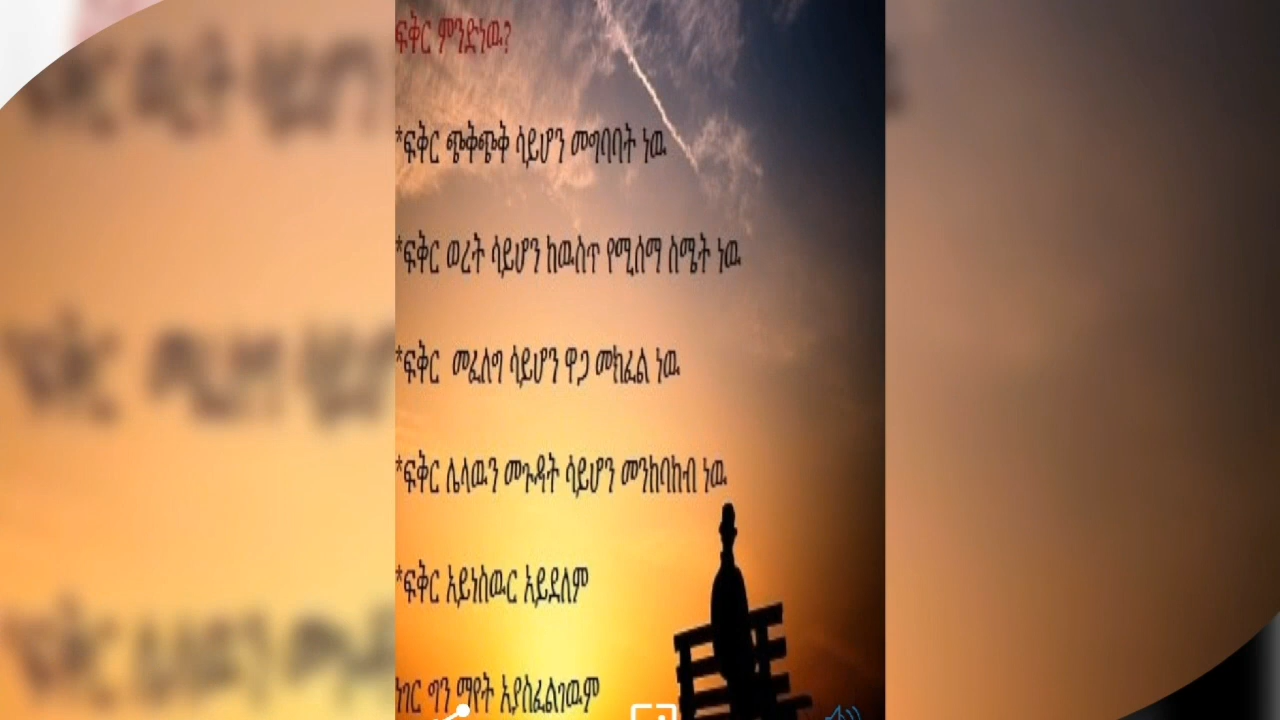 ፍቅር ምንድነዉ?
*ፍቅር ጭቅጭቅ ሳይሆን መግባባት ነዉ
*ፍቅር ወረት ሳይሆን ከዉስጥ የሚሰማ ስሜት ነዉ
*ፍቅር መፈለግ ሳይሆን ዋጋ መክፈል ነዉ
*ፍቅር ሌላዉን መጉዳት ሳይሆን መንከባከብ ነዉ
*ፍቅር አይነስዉር አይደለም
ነገር ግን ማየት አያስፈልገዉም